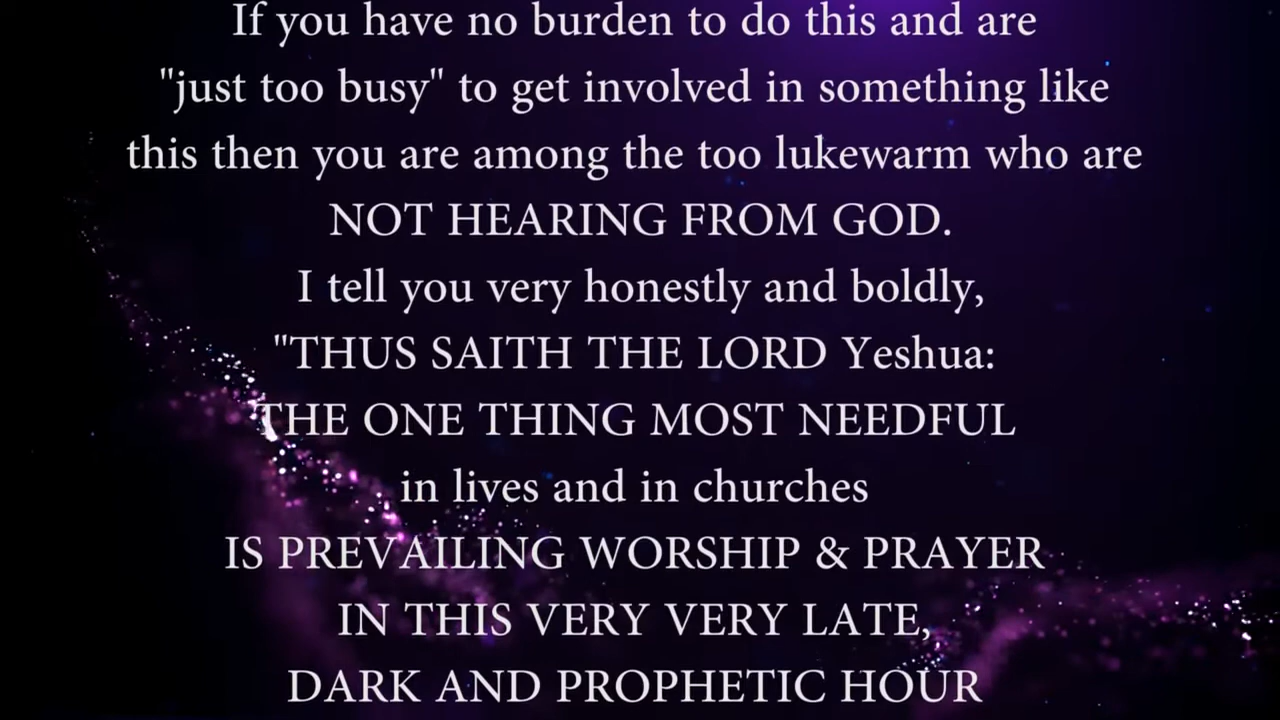 If you have no burden to do this and are
"just too busy" to get involved in something like
this then you are among the too lukewarm who are
NOT HEARING FROM GOD.
I tell you very honestly and boldly,
"THUS SAITH THE LORD Yeshua:
THE ONE THING MOST NEEDFUL
in lives and in churches
IS PREVAILING WORSHIP & PRAYER
IN THIS VERY VERY LATE,
DARK AND PROPHETIC HOUR